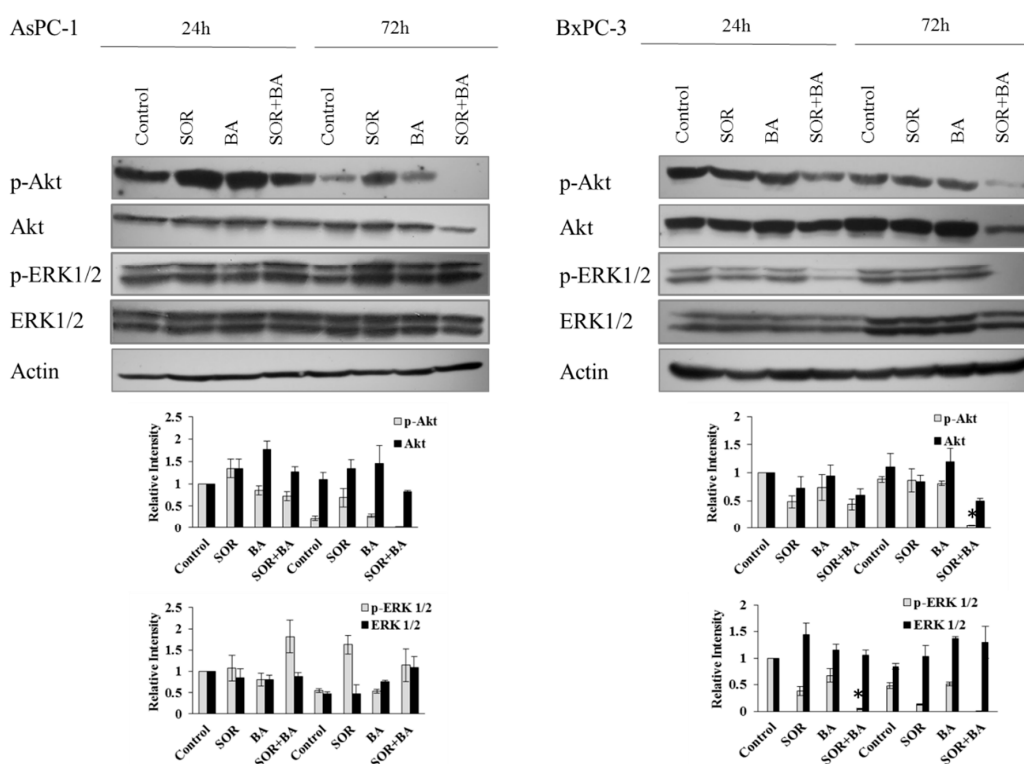 AsPC-1 24h 72h
Control SOR BA SOR+BA Control SOR BA SOR+BA
p-Akt
Akt
p-ERK1/2
ERK1/2
Actin
2.5
2
1.5
1
0.5
0
Relative Intensity
p-Akt
Akt
Control SOR BA SOR+BA Control SOR BA SOR+BA
2.5
2
1.5
1
0.5
0
Relative Intensity
p-ERK 1/2
ERK 1/2
Control SOR BA SOR+BA Control SOR BA SOR+BA
BxPC-3 24h 72h
Control SOR BA SOR+BA Control SOR BA SOR+BA
p-Akt
Akt
p-ERK1/2
ERK1/2
Actin
2
1.5
1
0.5
0
Relative Intensity
p-Akt
Akt
*
Control SOR BA SOR+BA Control SOR BA SOR+BA
2
1.5
1
0.5
0
Relative Intensity
p-ERK 1/2
ERK 1/2
*
Control SOR BA SOR+BA Control SOR BA SOR+BA